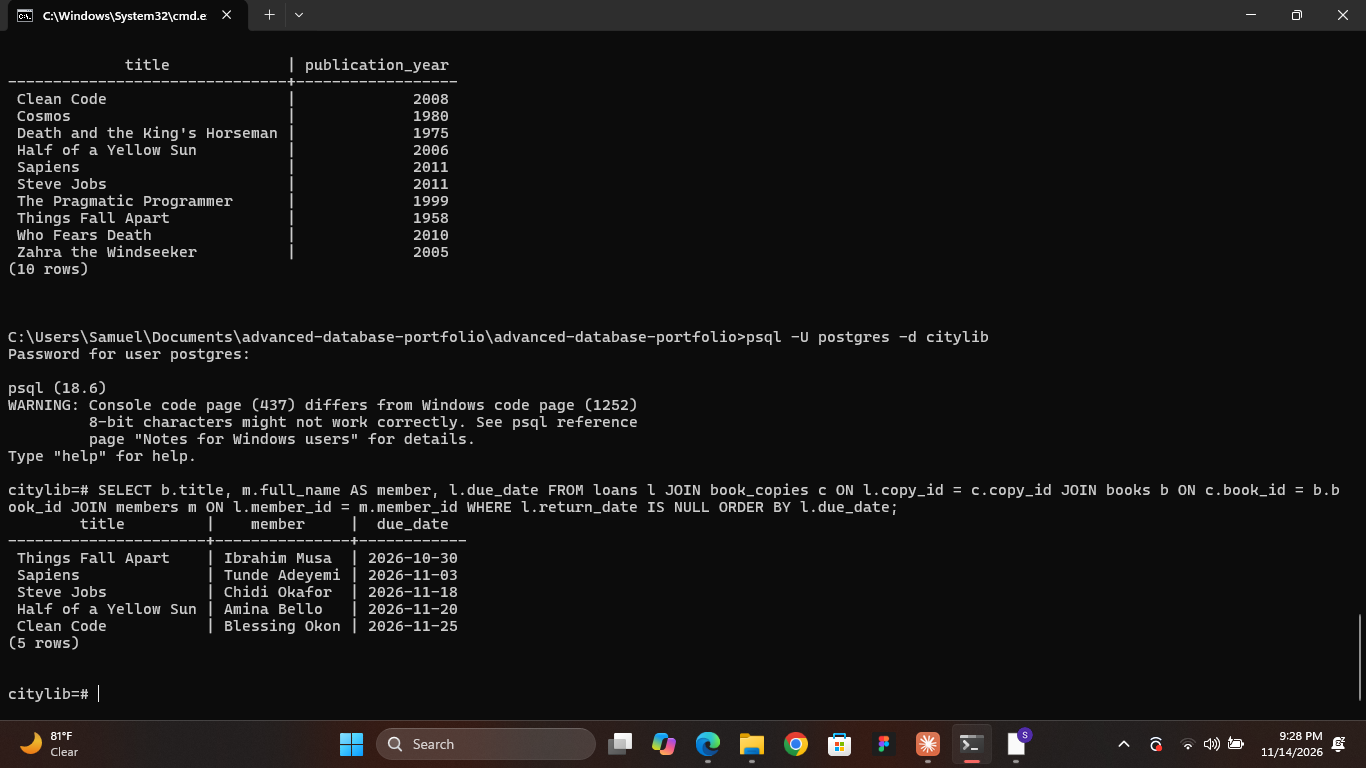 C:\Windows\System32\cmd.e
title | publication_year
-------------------------------+------------------
Clean Code | 2008
Cosmos | 1980
Death and the King's Horseman | 1975
Half of a Yellow Sun | 2006
Sapiens | 2011
Steve Jobs | 2011
The Pragmatic Programmer | 1999
Things Fall Apart | 1958
Who Fears Death | 2010
Zahra the Windseeker | 2005
(10 rows)
C:\Users\Samuel\Documents\advanced-database-portfolio\advanced-database-portfolio>psql -U postgres -d citylib
Password for user postgres:
psql (18.6)
WARNING: Console code page (437) differs from Windows code page (1252)
8-bit characters might not work correctly. See psql reference
page "Notes for Windows users" for details.
Type "help" for help.
citylib=# SELECT b.title, m.full_name AS member, l.due_date FROM loans l JOIN book_copies c ON l.copy_id = c.copy_id JOIN books b ON c.book_id = b.b
ook_id JOIN members m ON l.member_id = m.member_id WHERE l.return_date IS NULL ORDER BY l.due_date;
title | member | due_date
----------------------+---------------+------------
Things Fall Apart | Ibrahim Musa | 2026-10-30
Sapiens | Tunde Adeyemi | 2026-11-03
Steve Jobs | Chidi Okafor | 2026-11-18
Half of a Yellow Sun | Amina Bello | 2026-11-20
Clean Code | Blessing Okon | 2026-11-25
(5 rows)
citylib=#
81°F
Clear
Search
S
9:28 PM
11/14/2026